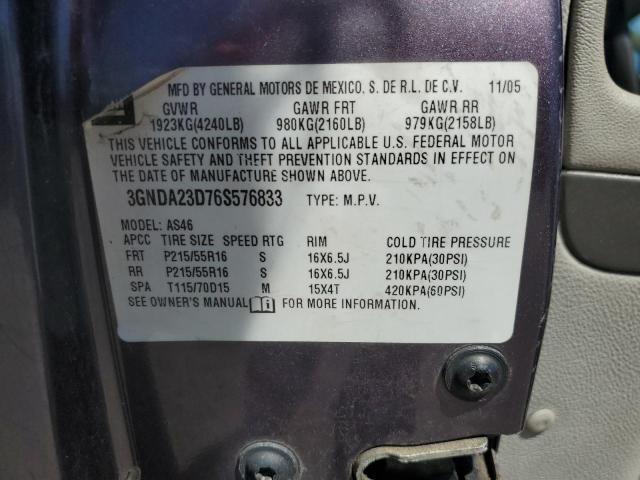 MFD BY GENERAL MOTORS DE MEXICO. S. DE R.L. DE C.V. 11/05
GVWR GAWR FRT GAWR RR
1923KG(4240LB) 980KG(2160LB) 979KG(2158LB)
THIS VEHICLE CONFORMS TO ALL APPLICABLE U.S. FEDERAL MOTOR
VEHICLE SAFETY AND THEFT PREVENTION STANDARDS IN EFFECT ON
THE DATE OF MANUFACTURE SHOWN ABOVE.
3GNDA23D76S576833 TYPE: M.P.V.
MODEL: AS46
APCC TIRE SIZE SPEED RTG RIM COLD TIRE PRESSURE
FRT P215/55R16 S 16X6.5J 210KPA(30PSI)
RR P215/55R16 S 16X6.5J 210KPA(30PSI)
SPA T115/70D15 M 15X4T 420KPA(60PSI)
SEE OWNER'S MANUAL FOR MORE INFORMATION.